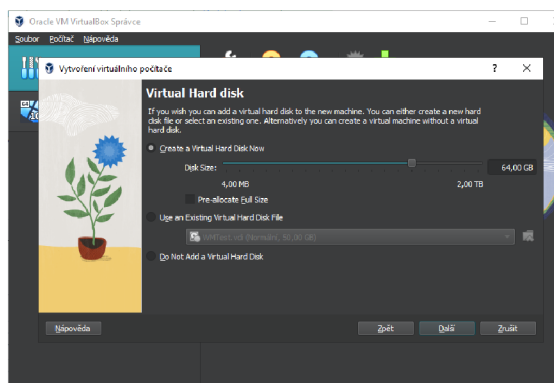 Oracle VM VirtualBox Správce
Soubor Počítač Nápověda
Vytvoření virtuálního počítače
Virtual Hard disk
If you wish you can add a virtual hard disk to the new machine. You can either create a new hard
disk file or select an existing one. Alternatively you can create a virtual machine without a virtual
hard disk.
Create a Virtual Hard Disk Now
Disk Size:
64,00 GB
4,00 MB 2,00 TB
Pre-allocate Full Size
Use an Existing Virtual Hard Disk File
(Normální, 50,00 GB)
Do Not Add a Virtual Hard Disk
Nápověda Zpět Další Zrušit